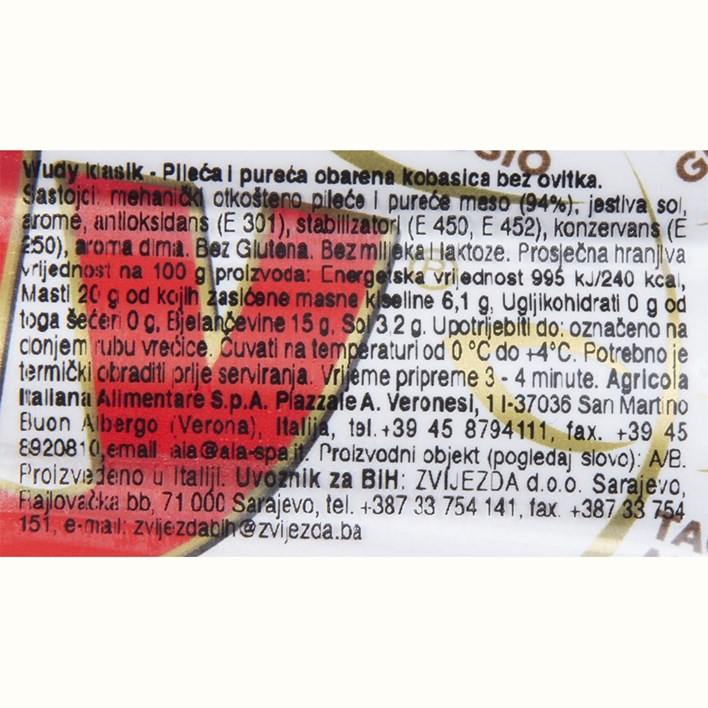 GIO
G
Wudy klasik - Pileća i pureća obarena kobasica bez ovitka.
Sastojci: mehanički otkošteno pileće i pureće meso (94%), jestiva sol,
arome, antioksidans (E 301), stabilizatori (E 450, E 452), konzervans (E
250), aroma dima. Bez Glutena. Bez mlijeka i laktoze. Prosječna hranjiva
vrijednost na 100 g proizvoda: Energetska vrijednost 995 kJ/240 kcal,
Masti 20 g od kojih zasićene masne kiseline 6,1 g, Ugljikohidrati 0 g od
toga šećeri 0 g, Bjelančevine 15 g, Sol 3,2 g. Upotrijebiti do: označeno na
donjem rubu vrećice. Čuvati na temperaturi od 0 °C do +4°C. Potrebno je
termički obraditi prije serviranja. Vrijeme pripreme 3 - 4 minute. Agricola
Italiana Alimentare S.p.A. Piazzale A. Veronesi, 1 I-37036 San Martino
Buon Albergo (Verona), Italija, tel.+39 45 8794111, fax. +39 45
8920810,email ala@ala-spa.it. Proizvodni objekt (pogledaj slovo): A/B.
Proizvedeno u Italiji. Uvoznik za BiH: ZVIJEZDA d.o.o. Sarajevo,
Rajlovačka bb, 71 000 Sarajevo, tel. +387 33 754 141, fax. +387 33 754
151, e-mail: zvijezdabih@zvijezda.ba